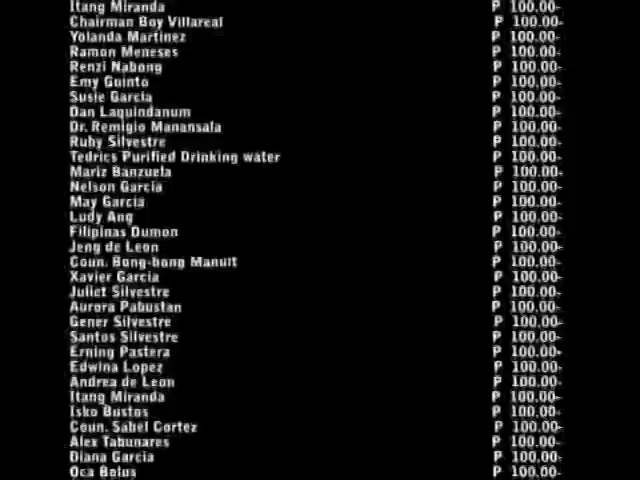 Itang Miranda P 100.00-
Chairman Boy Villareal P 100.00-
Yolanda Martinez P 100.00-
Ramon Meneses P 100.00-
Renzi Nabong P 100.00-
Emy Guinto P 100.00-
Susie Garcia P 100.00-
Dan Laquindanum P 100.00-
Dr. Remigio Manansala P 100.00-
Ruby Silvestre P 100.00-
Tedrics Purified Drinking water P 100.00-
Mariz Banzuela P 100.00-
Nelson Garcia P 100.00-
May Garcia P 100.00-
Ludy Ang P 100.00-
Filipinas Dumon P 100.00-
Jeng de Leon P 100.00-
Coun. Bong-bong Manuit P 100.00-
Xavier Garcia P 100.00-
Juliet Silvestre P 100.00-
Aurora Pabustan P 100.00-
Gener Silvestre P 100.00-
Santos Silvestre P 100.00-
Erning Pastera P 100.00-
Edwina Lopez P 100.00-
Andrea de Leon P 100.00-
Itang Miranda P 100.00-
Isko Bustos P 100.00-
Coun. Sabel Cortez P 100.00-
Alex Tabunares P 100.00-
Diana Garcia P 100.00-
Oca Balus P 100.00-